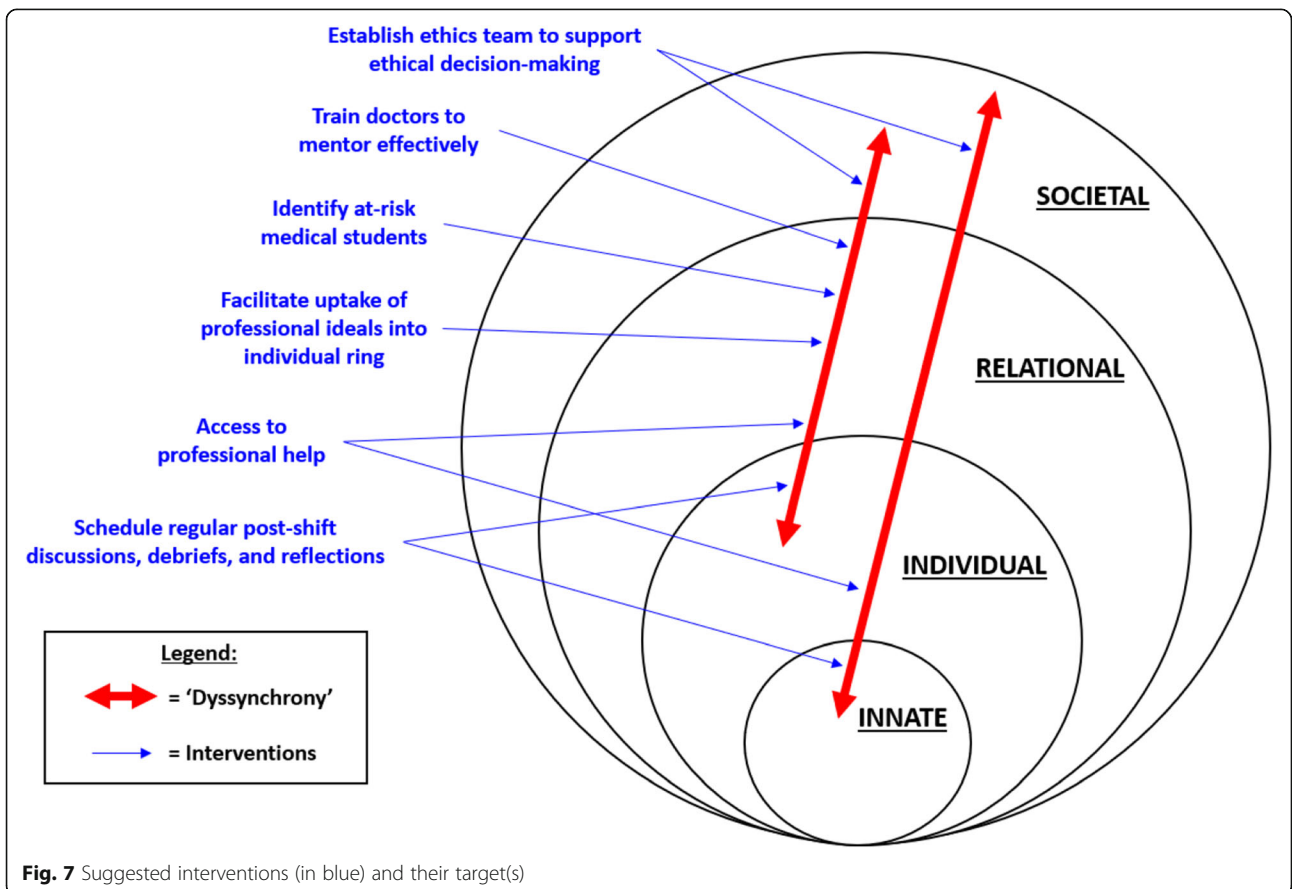 Establish ethics team to support
ethical decision-making
Train doctors to
mentor effectively
Identify at-risk
medical students
Facilitate uptake of
professional ideals into
individual ring
Access to
professional help
Schedule regular post-shift
discussions, debriefs, and reflections
SOCIETAL
RELATIONAL
INDIVIDUAL
INNATE
Legend:
= 'Dyssynchrony'
= Interventions
Fig. 7 Suggested interventions (in blue) and their target(s)